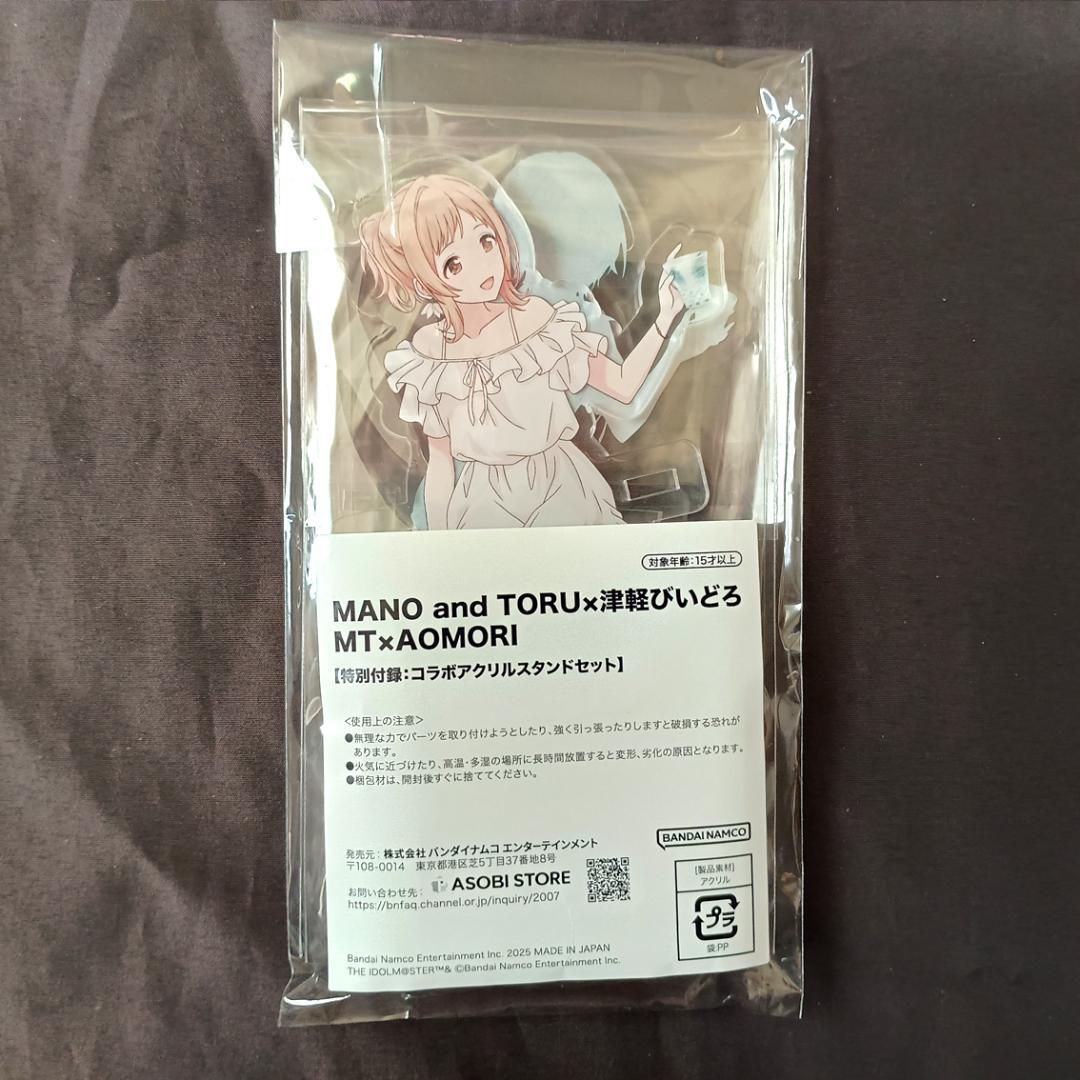 対象年齢:15才以上
MANO and TORU×津軽びいどろ
MT×AOMORI
【特別付録:コラボアクリルスタンドセット】
<使用上の注意>
●無理な力でパーツを取り付けようとしたり、強く引っ張ったりしますと破損する恐れが
あります。
●火気に近づけたり、高温・多湿の場所に長時間放置すると変形、劣化の原因となります。
●梱包材は、開封後すぐに捨ててください。
BANDAI NAMCO
発売元:株式会社 バンダイナムコ エンターテインメント
〒108-0014 東京都港区芝5丁目37番地8号
お問い合わせ先: ASOBI STORE
https://bnfaq.channel.or.jp/inquiry/2007
[製品素材]
アクリル
プラ
袋:PP
Bandai Namco Entertainment Inc. 2025 MADE IN JAPAN
THE IDOLM@STER™& ©Bandai Namco Entertainment Inc.